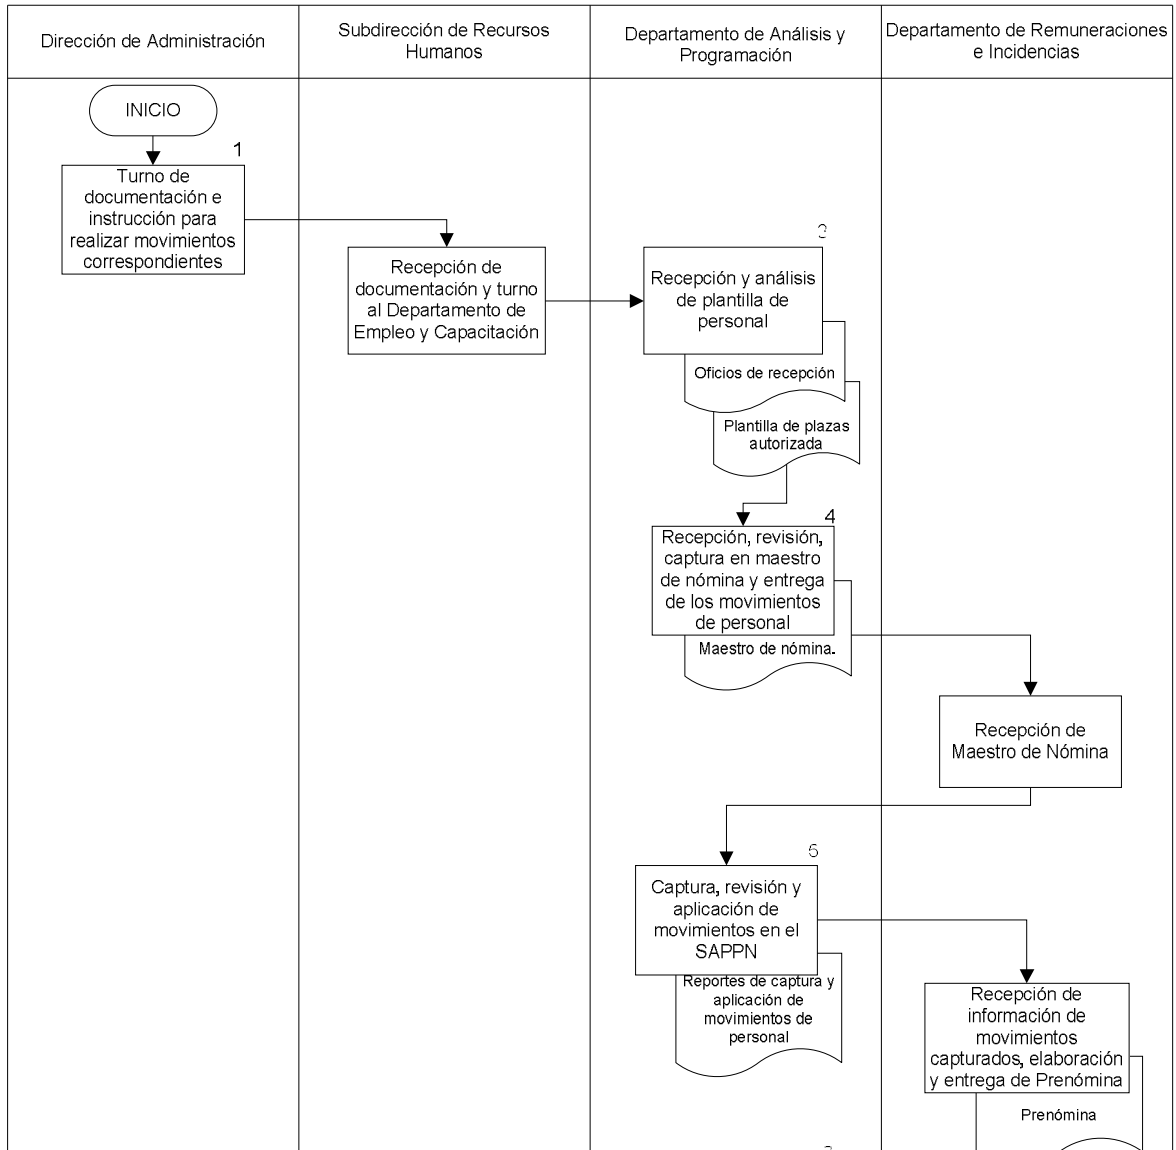 Dirección de Administración
Subdirección de Recursos
Humanos
Departamento de Análisis y
Programación
Departamento de Remuneraciones
e Incidencias
INICIO
1
Turno de
documentación e
instrucción para
realizar movimientos
correspondientes
Recepción de
documentación y turno
al Departamento de
Empleo y Capacitación
Recepción y análisis
de plantilla de
personal
Oficios de recepción
Plantilla de plazas
autorizada
4
Recepción, revisión,
captura en maestro
de nómina y entrega
de los movimientos
de personal
Maestro de nómina.
Recepción de
Maestro de Nómina
Captura, revisión y
aplicación de
movimientos en el
SAPPN
Reportes de captura y
aplicación de
movimientos de
personal
Recepción de
información de
movimientos
capturados, elaboración
y entrega de Prenómina
Prenómina